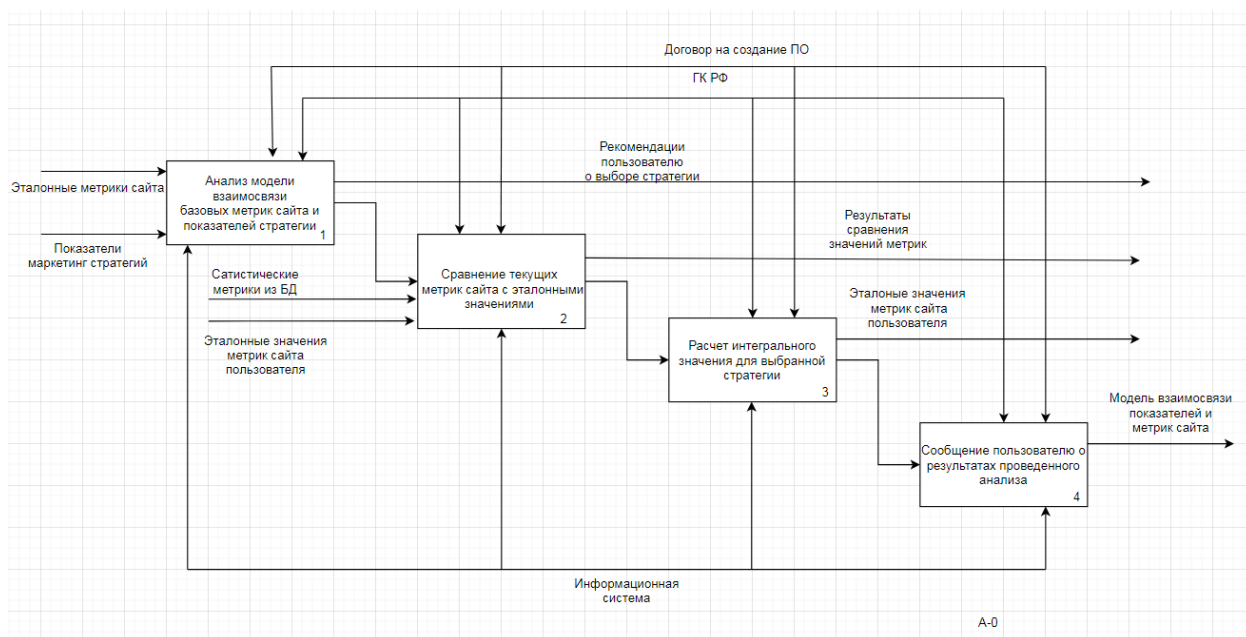 Договор на создание ПО
ГК РФ
Рекомендации
пользователю
о выборе стратегии
Эталонные метрики сайта
Анализ модели
взаимосвязи
базовых метрик сайта и
показателей стратегии
1
Показатели
маркетинг стратегий
Результаты
сравнения
значений метрик
Сатистические
метрики из БД
Сравнение текущих
метрик сайта с эталонными
значениями
2
Эталоные значения
метрик сайта
пользователя
Эталонные значения
метрик сайта
пользователя
Расчет интегрального
значения для выбранной
стратегии
3
Модель взаимосвязи
показателей и
метрик сайта
Сообщение пользователю о
результатах проведенного
анализа
4
Информационная
система
А-0